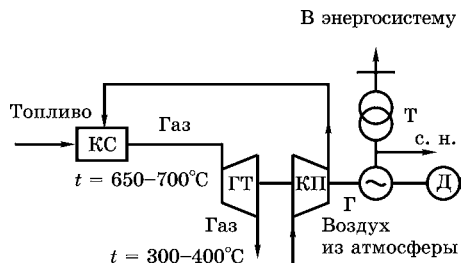 В энергосистему
Т
Топливо
Газ
с. н.
КС
t = 650–700°C
ГТ
КП
~
Д
Г
Газ
Воздух
t = 300–400°C
из атмосферы